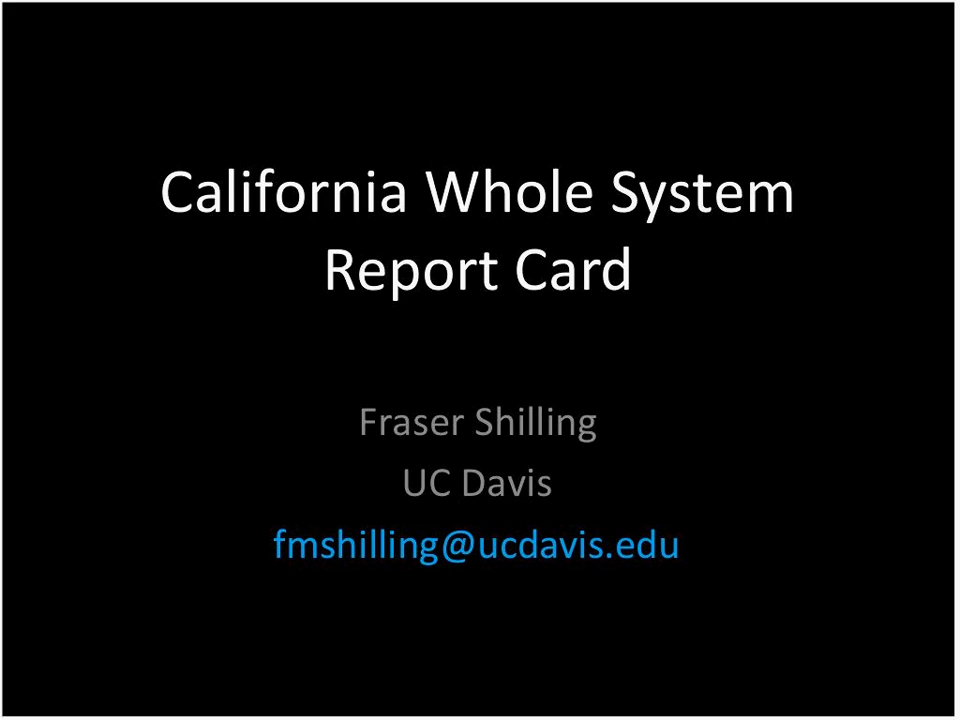 California Whole System
Report Card
Fraser Shilling
UC Davis
fmshilling@ucdavis.edu